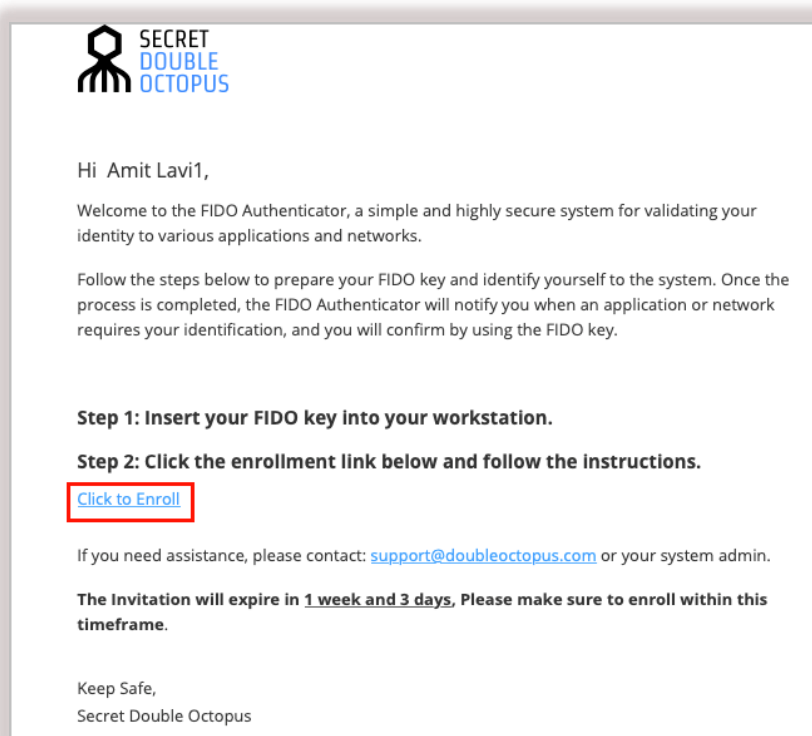 SECRET
DOUBLE
OCTOPUS
Hi Amit Lavi1,
Welcome to the FIDO Authenticator, a simple and highly secure system for validating your
identity to various applications and networks.
Follow the steps below to prepare your FIDO key and identify yourself to the system. Once the
process is completed, the FIDO Authenticator will notify you when an application or network
requires your identification, and you will confirm by using the FIDO key.
Step 1: Insert your FIDO key into your workstation.
Step 2: Click the enrollment link below and follow the instructions.
Click to Enroll
If you need assistance, please contact: support@doubleoctopus.com or your system admin.
The Invitation will expire in 1 week and 3 days, Please make sure to enroll within this
timeframe.
Keep Safe,
Secret Double Octopus